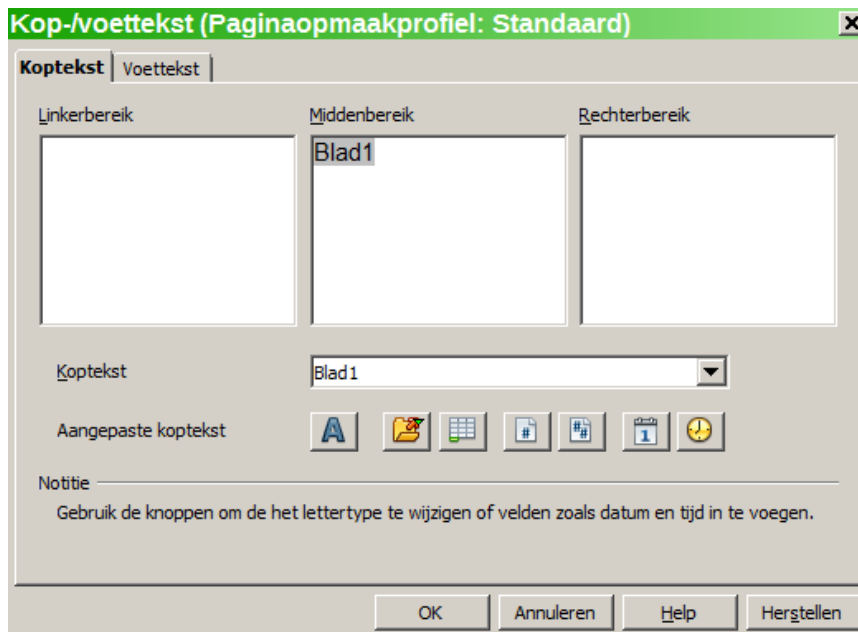 Kop-/voettekst (Paginaopmaakprofiel: Standaard)
Koptekst Voettekst
Linkerbereik Middenbereik Rechterbereik
Blad1
Koptekst Blad1
Aangepaste koptekst
Notitie
Gebruik de knoppen om de het lettertype te wijzigen of velden zoals datum en tijd in te voegen.
OK Annuleren Help Herstellen